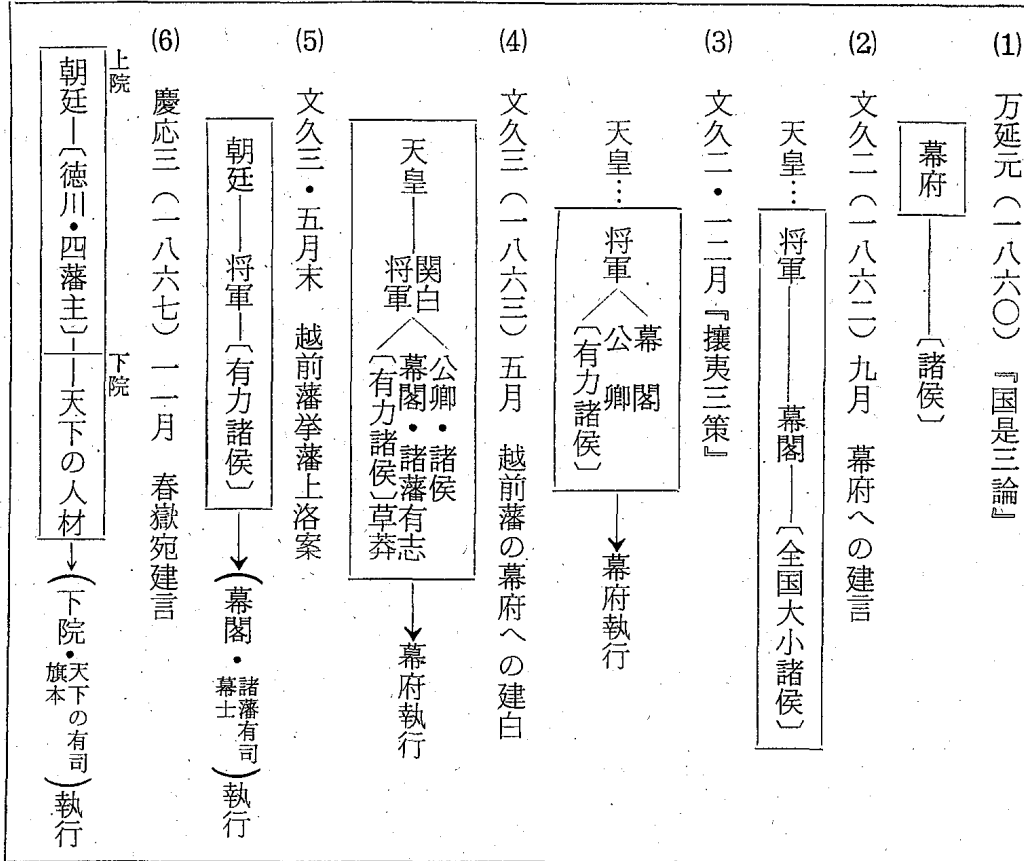 (1) 万延元（一八六〇）『国是三論』
幕府――〔諸侯〕
(2) 文久二（一八六二）九月 幕府への建言
天皇…将軍――幕閣―〔全国大小諸侯〕
(3) 文久二・一二月『攘夷三策』
天皇…将軍
幕閣
公卿
〔有力諸侯〕
→幕府執行
(4) 文久三（一八六三）五月 越前藩の幕府への建白
天皇――
関白
将軍
公卿・諸侯
幕閣・諸藩有志
〔有力諸侯〕草莽
→幕府執行
(5) 文久三・五月末 越前藩挙藩上洛案
朝廷――将軍―〔有力諸侯〕→(幕閣・
諸藩有司
幕士
)執行
(6) 慶応三（一八六七）一一月 春嶽宛建言
上院
下院
朝廷―〔徳川・四藩主〕――天下の人材→(下院・
天下の有司
旗本
)執行